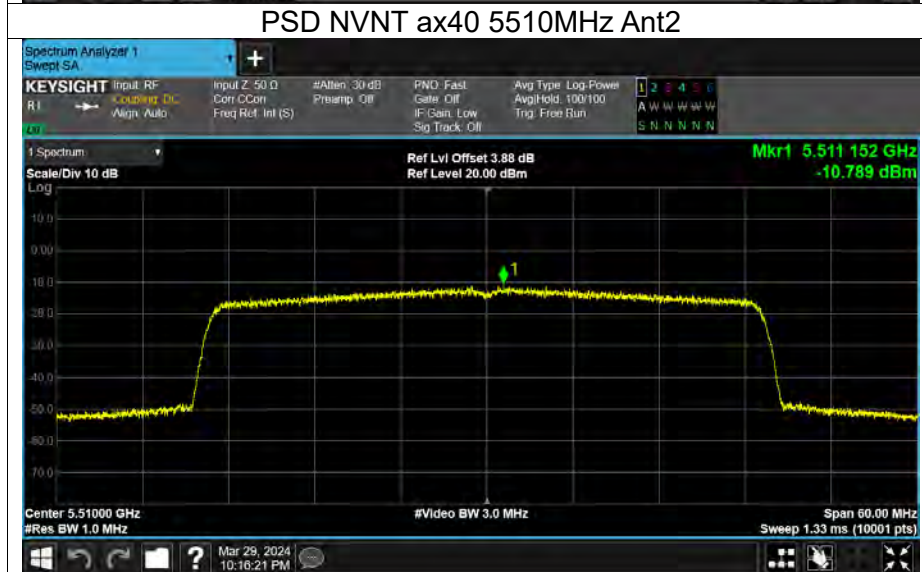 PSD NVNT ax40 5510MHz Ant2
Spectrum Analyzer 1
Swept SA
+
KEYSIGHT Input: RF Input Z: 50 Ω #Atten: 30 dB PNO: Fast Avg Type: Log-Power 1 2 3 4 5 6
RL Coupling: DC Corr CCorr Preamp: Off Gate: Off Avg|Hold: 100/100 A W W W W W
Align: Auto Freq Ref: Int (S) IF Gain: Low Trig: Free Run
Sig Track: Off S N N N N N
1 Spectrum Ref Lvl Offset 3.88 dB Mkr1 5.511 152 GHz
Scale/Div 10 dB Ref Level 20.00 dBm -10.789 dBm
Log
10.0
0.00
1
-10.0
-20.0
-30.0
-40.0
-50.0
-60.0
-70.0
Center 5.51000 GHz #Video BW 3.0 MHz Span 60.00 MHz
#Res BW 1.0 MHz Sweep 1.33 ms (10001 pts)
? Mar 29, 2024
10:16:21 PM